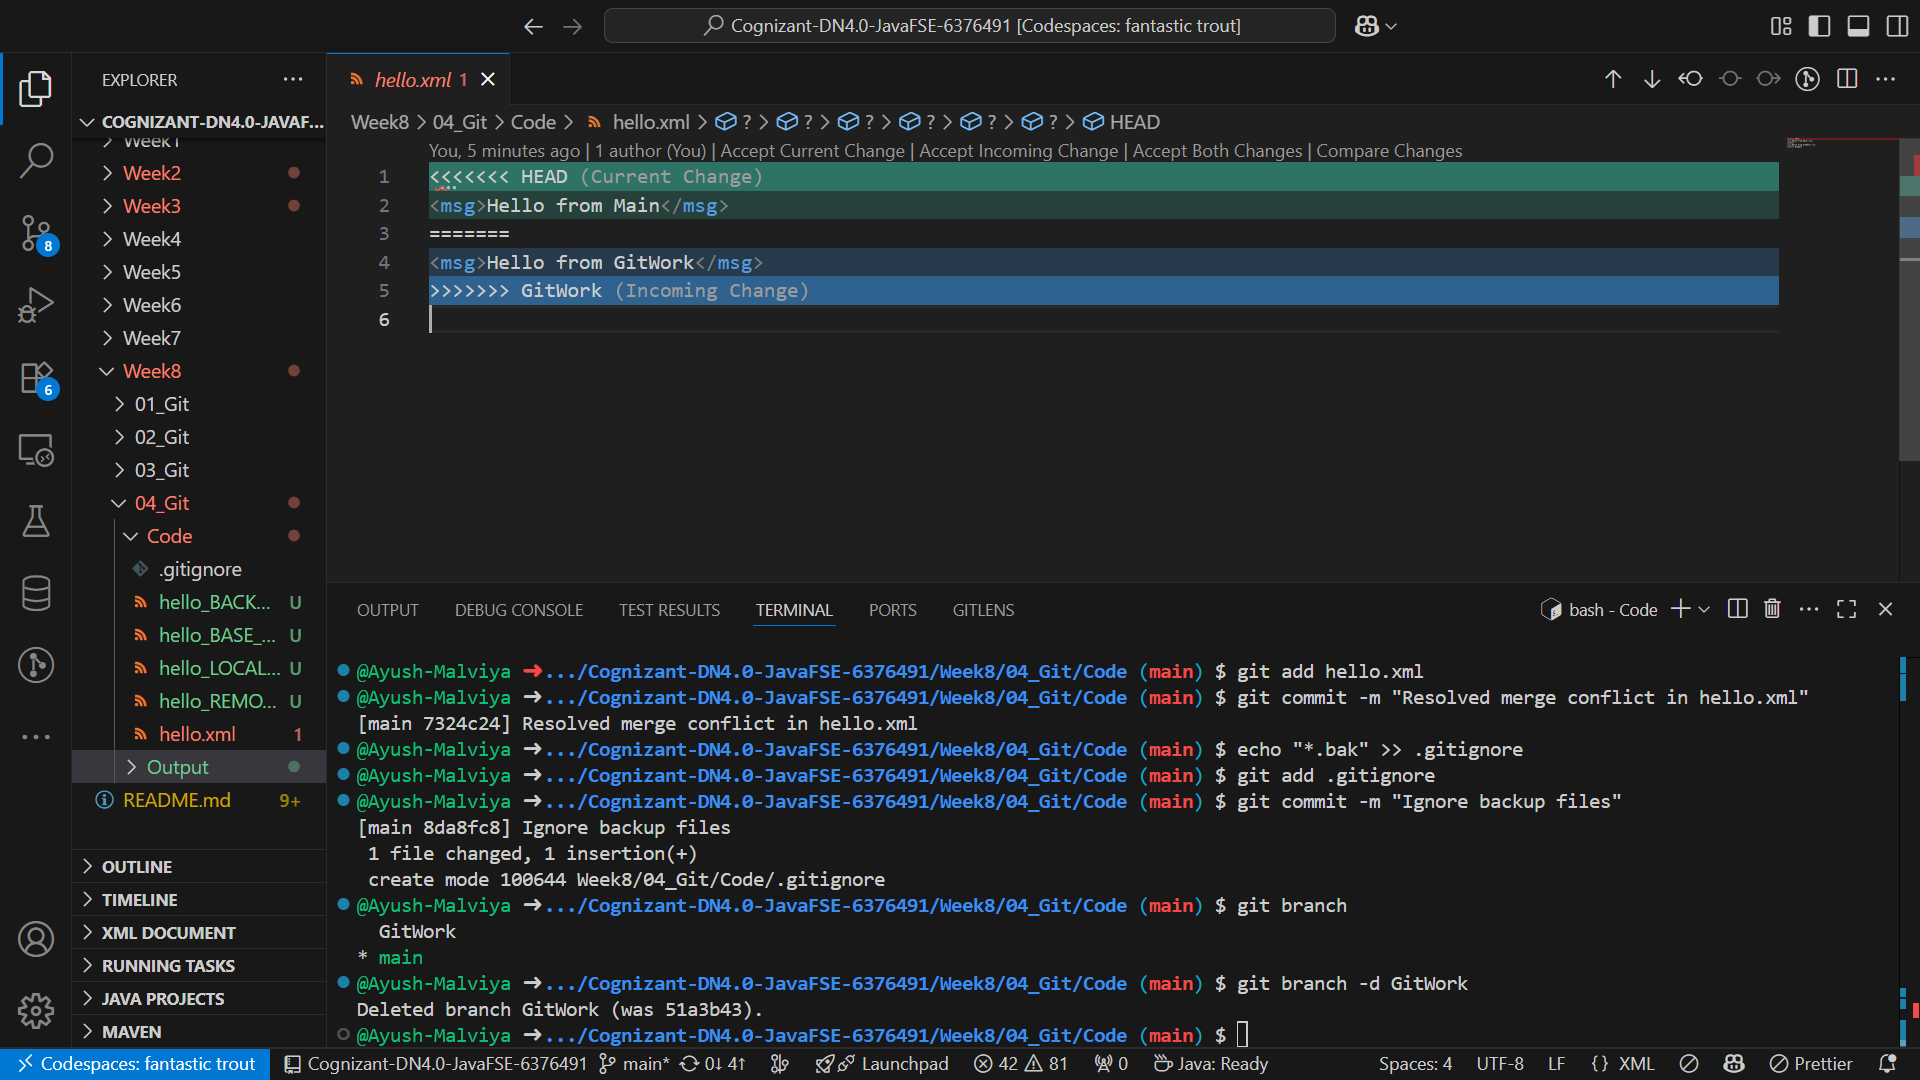 Cognizant-DN4.0-JavaFSE-6376491 [Codespaces: fantastic trout]
EXPLORER
COGNIZANT-DN4.0-JAVAF...
Week1
Week2
Week3
Week4
Week5
Week6
Week7
Week8
01_Git
02_Git
03_Git
04_Git
Code
.gitignore
hello_BACK... U
hello_BASE_... U
hello_LOCAL... U
hello_REMO... U
hello.xml 1
Output
README.md 9+
OUTLINE
TIMELINE
XML DOCUMENT
RUNNING TASKS
JAVA PROJECTS
MAVEN
8
6
hello.xml 1
Week8 > 04_Git > Code > hello.xml > ? > ? > ? > ? > ? > ? > HEAD
You, 5 minutes ago | 1 author (You) | Accept Current Change | Accept Incoming Change | Accept Both Changes | Compare Changes
1 <<<<<<< HEAD (Current Change)
2 <msg>Hello from Main</msg>
3 =======
4 <msg>Hello from GitWork</msg>
5 >>>>>>> GitWork (Incoming Change)
6
OUTPUT DEBUG CONSOLE TEST RESULTS TERMINAL PORTS GITLENS
bash - Code
@Ayush-Malviya ➜.../Cognizant-DN4.0-JavaFSE-6376491/Week8/04_Git/Code (main) $ git add hello.xml
@Ayush-Malviya ➜.../Cognizant-DN4.0-JavaFSE-6376491/Week8/04_Git/Code (main) $ git commit -m "Resolved merge conflict in hello.xml"
[main 7324c24] Resolved merge conflict in hello.xml
@Ayush-Malviya ➜.../Cognizant-DN4.0-JavaFSE-6376491/Week8/04_Git/Code (main) $ echo "*.bak" >> .gitignore
@Ayush-Malviya ➜.../Cognizant-DN4.0-JavaFSE-6376491/Week8/04_Git/Code (main) $ git add .gitignore
@Ayush-Malviya ➜.../Cognizant-DN4.0-JavaFSE-6376491/Week8/04_Git/Code (main) $ git commit -m "Ignore backup files"
[main 8da8fc8] Ignore backup files
1 file changed, 1 insertion(+)
create mode 100644 Week8/04_Git/Code/.gitignore
@Ayush-Malviya ➜.../Cognizant-DN4.0-JavaFSE-6376491/Week8/04_Git/Code (main) $ git branch
GitWork
* main
@Ayush-Malviya ➜.../Cognizant-DN4.0-JavaFSE-6376491/Week8/04_Git/Code (main) $ git branch -d GitWork
Deleted branch GitWork (was 51a3b43).
@Ayush-Malviya ➜.../Cognizant-DN4.0-JavaFSE-6376491/Week8/04_Git/Code (main) $
Codespaces: fantastic trout Cognizant-DN4.0-JavaFSE-6376491 main* 0↓ 4↑ Launchpad 42 81 0 Java: Ready Spaces: 4 UTF-8 LF {} XML Prettier